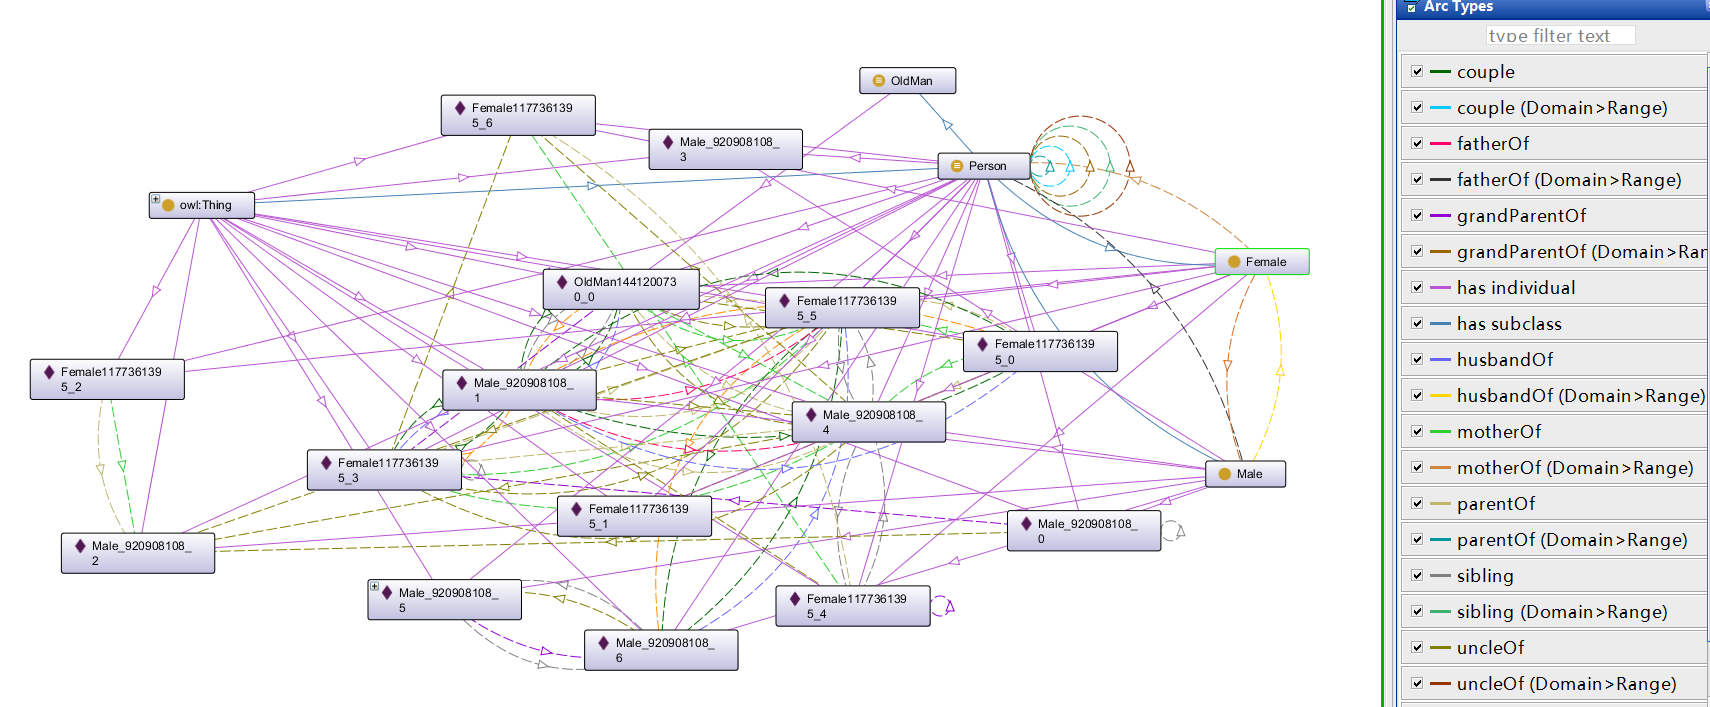 OldMan
Female117736139
5_6
Male_920908108_
3
Person
owl:Thing
Female
OldMan144120073
0_0
Female117736139
5_5
Female117736139
5_0
Female117736139
5_2
Male_920908108_
1
Male_920908108_
4
Female117736139
5_3
Male
Female117736139
5_1
Male_920908108_
0
Male_920908108_
2
Male_920908108_
5
Female117736139
5_4
Male_920908108_
6
Arc Types
type filter text
couple
couple (Domain>Range)
fatherOf
fatherOf (Domain>Range)
grandParentOf
grandParentOf (Domain>Ran
has individual
has subclass
husbandOf
husbandOf (Domain>Range)
motherOf
motherOf (Domain>Range)
parentOf
parentOf (Domain>Range)
sibling
sibling (Domain>Range)
uncleOf
uncleOf (Domain>Range)